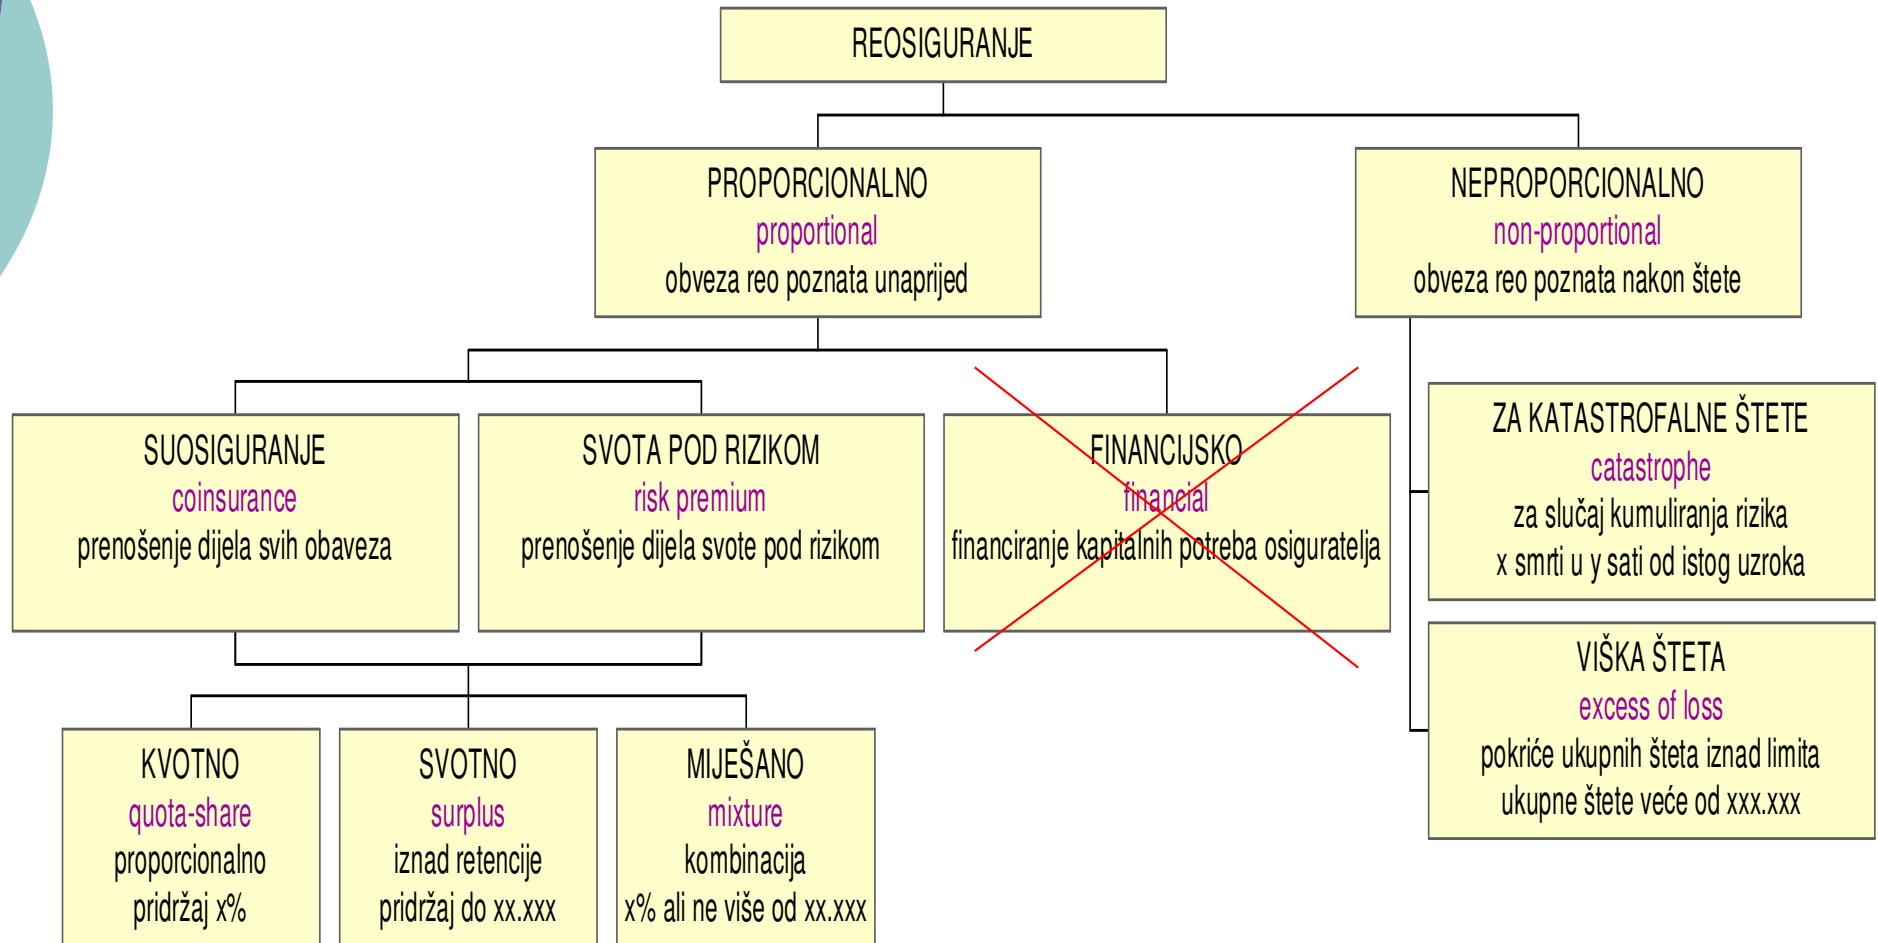 REOSIGURANJE
PROPORCIONALNO
proportional
obveza reo poznata unaprijed
NEPROPORCIONALNO
non-proportional
obveza reo poznata nakon štete
SUOSIGURANJE
coinsurance
prenošenje dijela svih obaveza
SVOTA POD RIZIKOM
risk premium
prenošenje dijela svote pod rizikom
FINANCIJSKO
financial
financiranje kapitalnih potreba osiguratelja
ZA KATASTROFALNE ŠTETE
catastrophe
za slučaj kumuliranja rizika
x smrti u y sati od istog uzroka
VIŠKA ŠTETA
excess of loss
pokriće ukupnih šteta iznad limita
ukupne štete veće od xxx.xxx
KVOTNO
quota-share
proporcionalno
pridržaj x%
SVOTNO
surplus
iznad retencije
pridržaj do xx.xxx
MIJEŠANO
mixture
kombinacija
x% ali ne više od xx.xxx